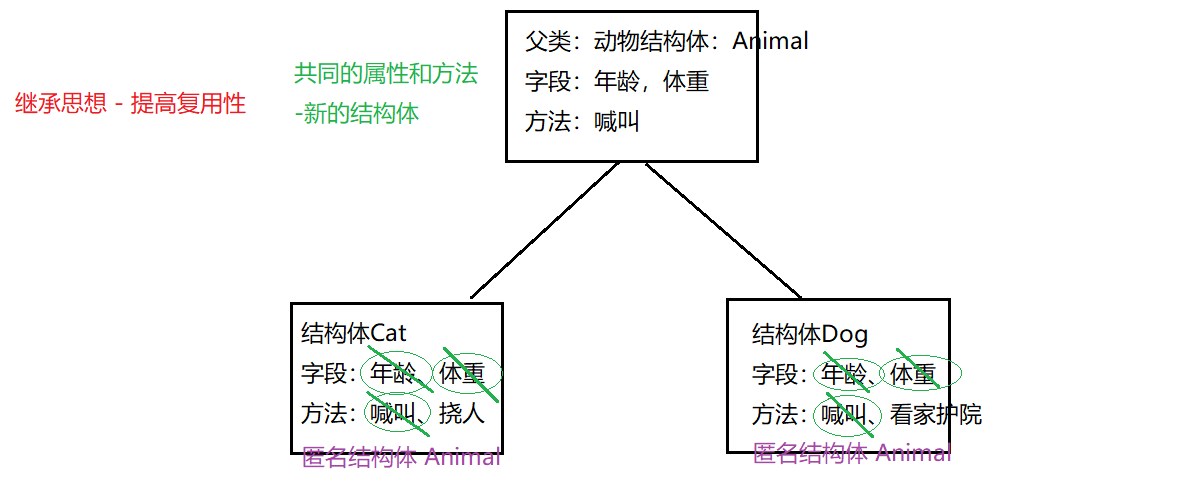 父类：动物结构体：Animal
字段：年龄，体重
方法：喊叫
共同的属性和方法
-新的结构体
继承思想 - 提高复用性
结构体Cat
字段：年龄、体重
方法：喊叫、挠人
匿名结构体 Animal
结构体Dog
字段：年龄、体重
方法：喊叫、看家护院
匿名结构体 Animal